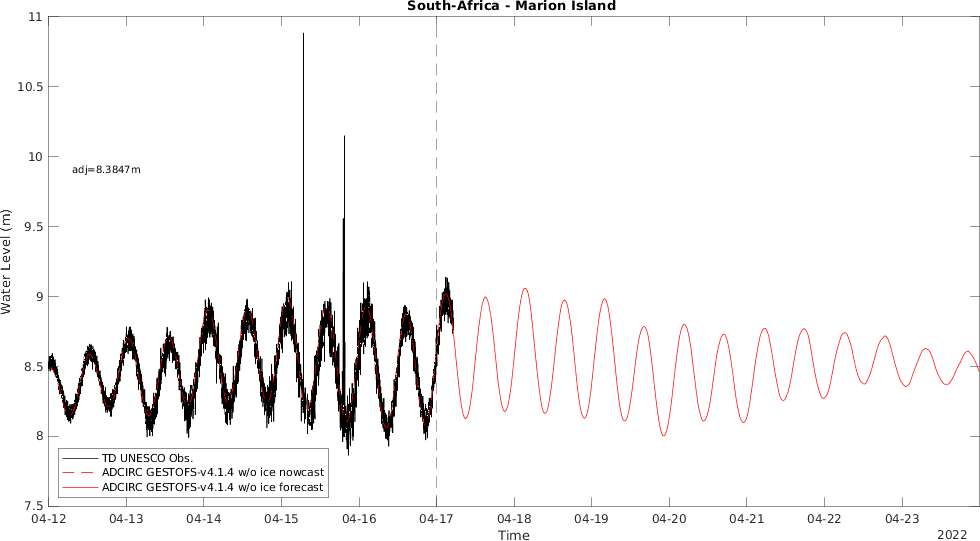 South-Africa - Marion Island
11
10.5
10
9.5
9
8.5
8
7.5
Water Level (m)
adj=8.3847m
TD UNESCO Obs.
ADCIRC GESTOFS-v4.1.4 w/o ice nowcast
ADCIRC GESTOFS-v4.1.4 w/o ice forecast
04-12 04-13 04-14 04-15 04-16 04-17 04-18 04-19 04-20 04-21 04-22 04-23
Time
2022